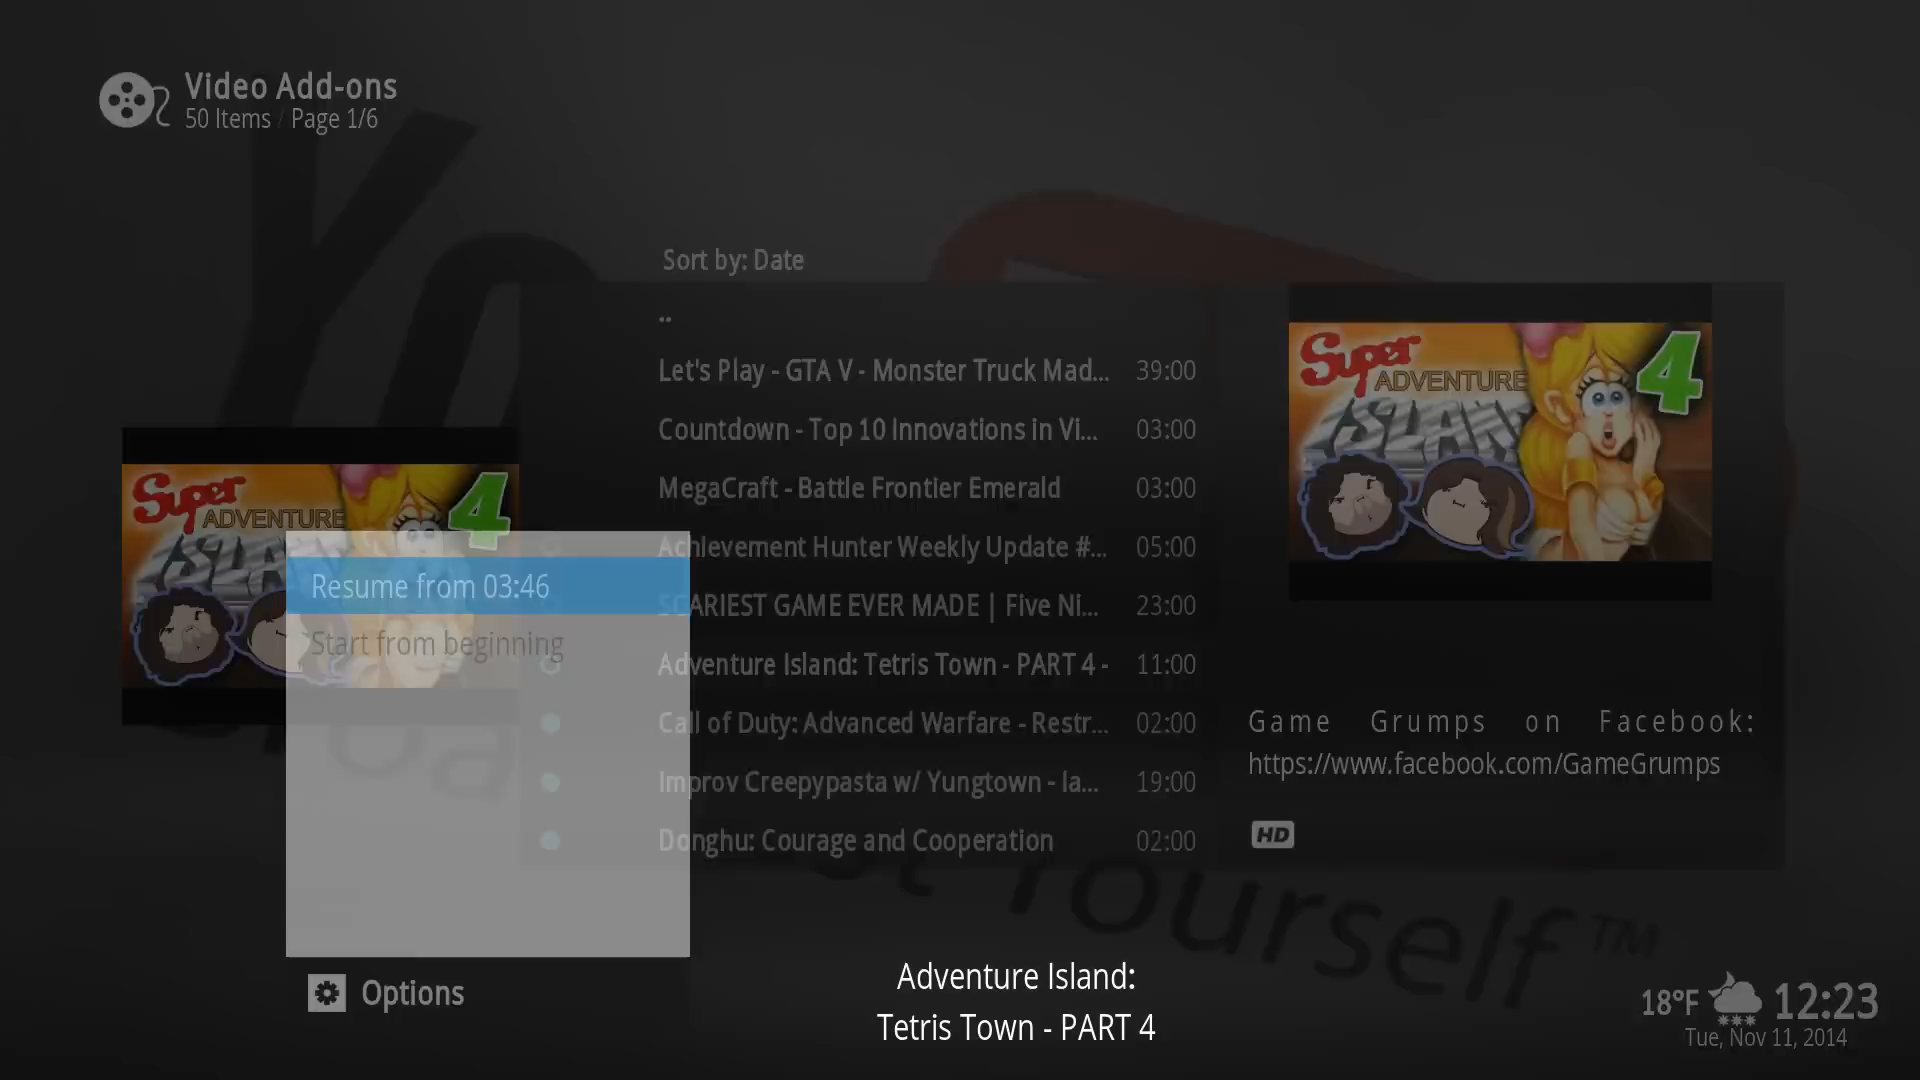 Video Add-ons
50 Items / Page 1/6
Sort by: Date
..
Let's Play - GTA V - Monster Truck Mad... 39:00
Countdown - Top 10 Innovations in Vi... 03:00
MegaCraft - Battle Frontier Emerald 03:00
Achievement Hunter Weekly Update #... 05:00
SCARIEST GAME EVER MADE | Five Ni... 23:00
Adventure Island: Tetris Town - PART 4 - 11:00
Call of Duty: Advanced Warfare - Restr... 02:00
Improv Creepypasta w/ Yungtown - Ia... 19:00
Donghu: Courage and Cooperation 02:00
Super
ADVENTURE
4
Resume from 03:46
Start from beginning
Super
ADVENTURE
ISLAND
4
Game Grumps on Facebook:
https://www.facebook.com/GameGrumps
HD
Yourself™
Options
Adventure Island:
Tetris Town - PART 4
18°F 12:23
Tue, Nov 11, 2014